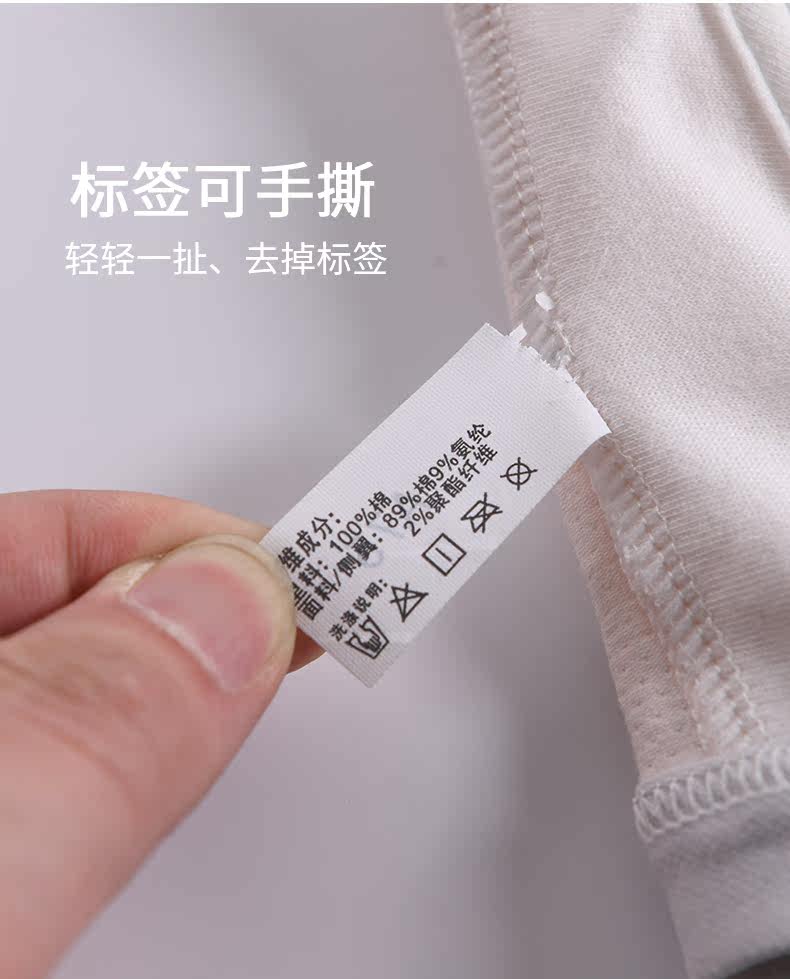 标签可手撕
轻轻一扯、去掉标签
维成分：
料：100%棉
面料/侧翼：89%棉9%氨纶
2%聚酯纤维
洗涤说明：